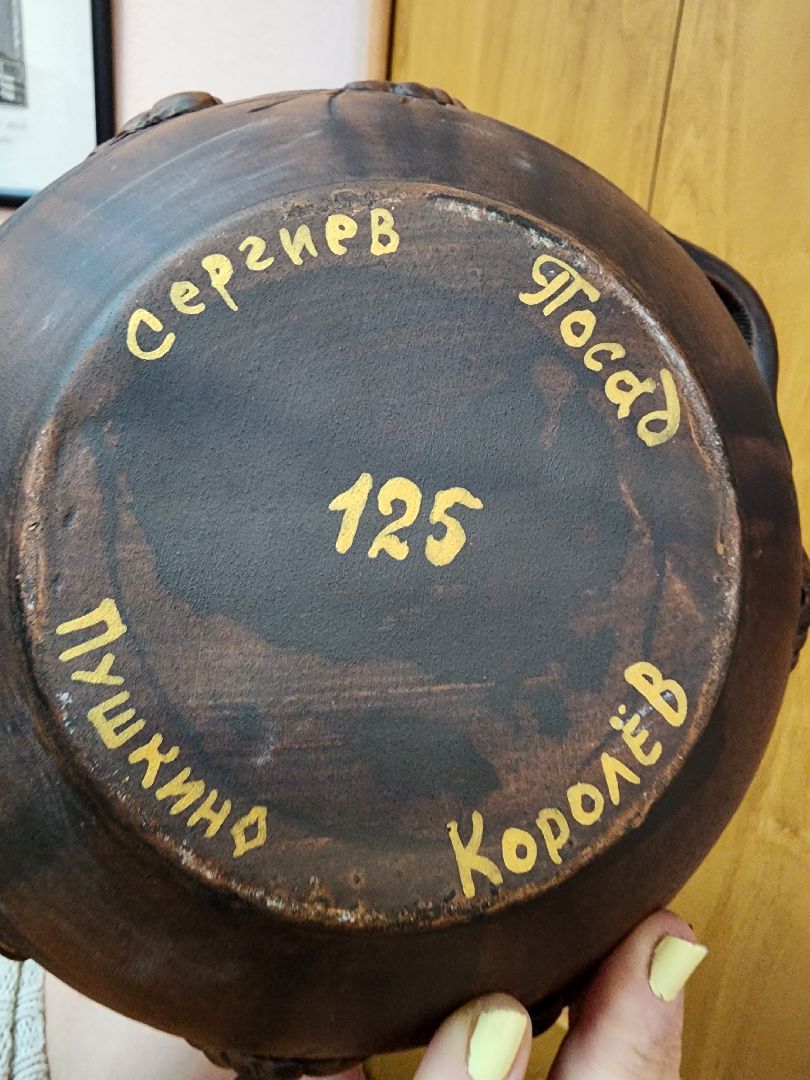 Сергиев
Посад
125
Пушкино
Королёв